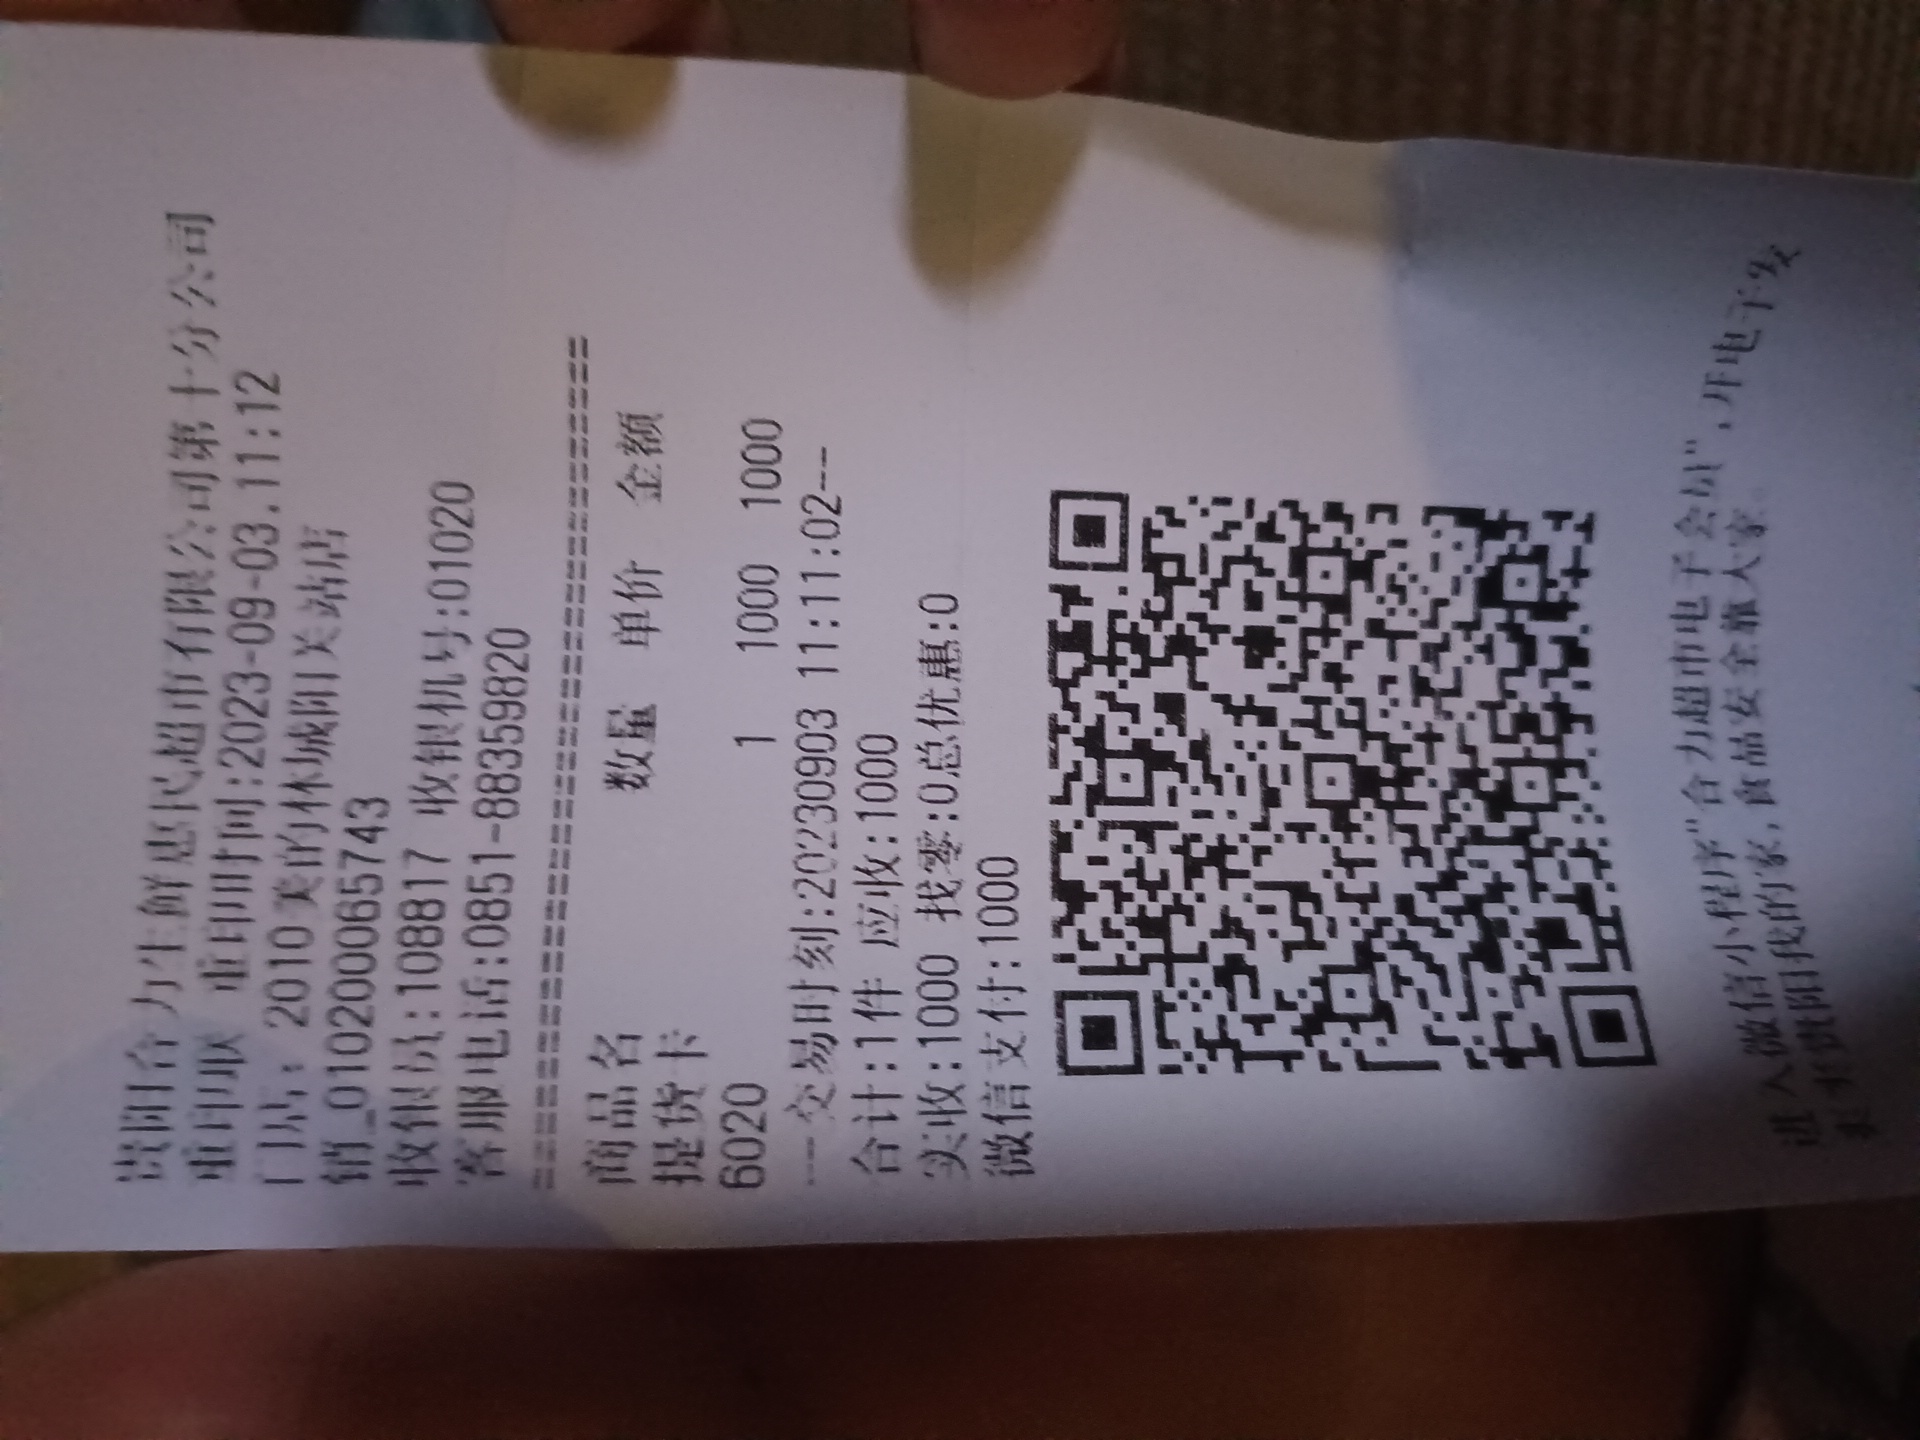 贵阳合力生鲜惠民超市有限公司第十分公司
重印联 重印时间:2023-09-03.11:12
门店: 2010美的林城阳关站店
销_010200065743
收银员:108817 收银机号:01020
客服电话:0851-88359820
==========================================
商品名 数量 单价 金额
提货卡
6020 1 1000 1000
---交易时刻:20230903 11:11:02---
合计:1件 应收:1000
实收:1000 找零:0总优惠:0
微信支付:1000
进入微信小程序"合力超市电子会员",开电子发
票 贵阳我的家,食品安全靠大家